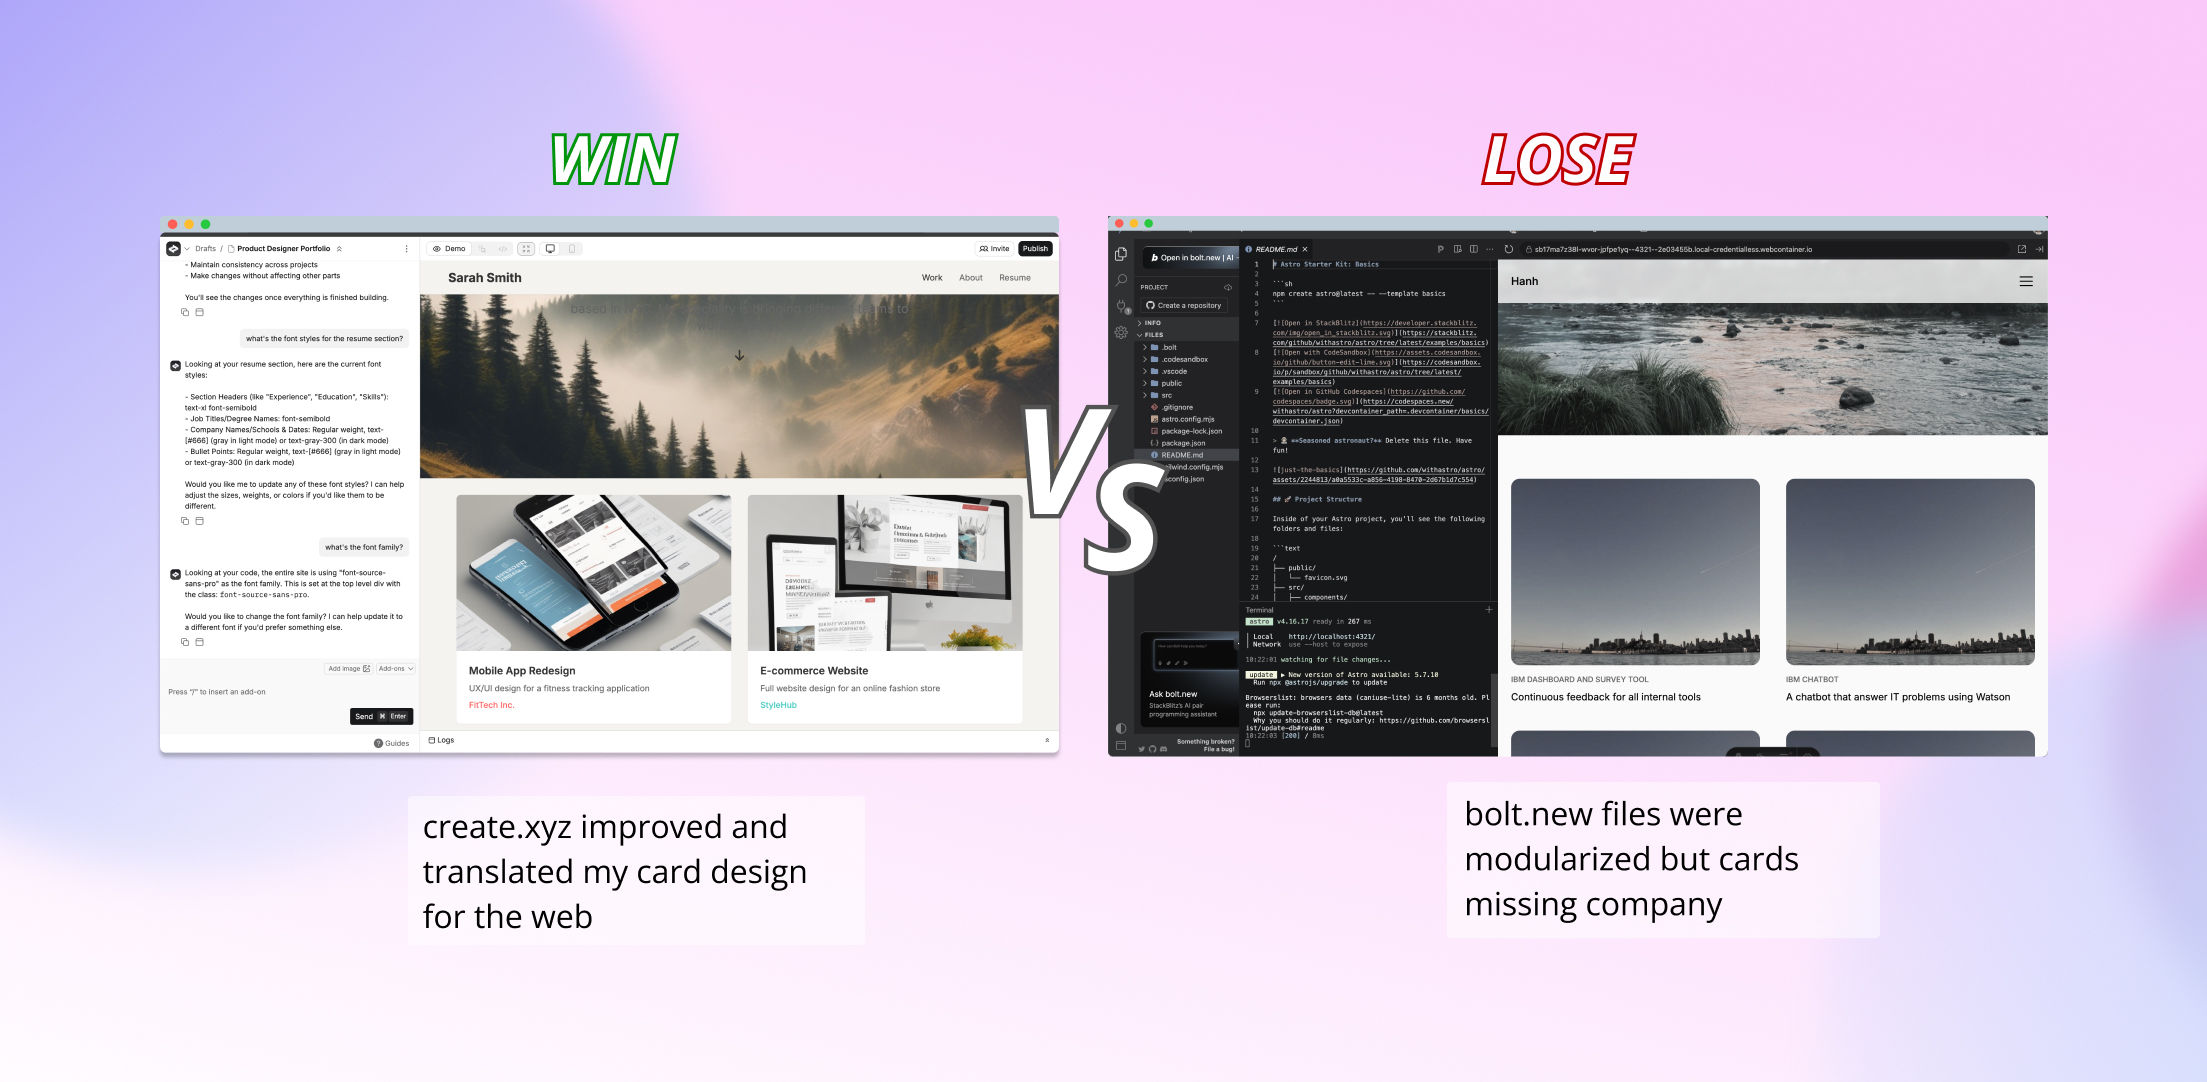 WIN
LOSE
VS
Drafts / Product Designer Portfolio
- Maintain consistency across projects
- Make changes without affecting other parts
You'll see the changes once everything is finished building.
what's the font styles for the resume section?
Looking at your resume section, here are the current font
styles:
- Section Headers (like "Experience", "Education", "Skills"):
text-xl font-semibold
- Job Titles/Degree Names: font-semibold
- Company Names/Schools & Dates: Regular weight, text-
[#666] (gray in light mode) or text-gray-300 (in dark mode)
- Bullet Points: Regular weight, text-[#666] (gray in light mode)
or text-gray-300 (in dark mode)
Would you like me to update any of these font styles? I can help
adjust the sizes, weights, or colors if you'd like them to be
different.
what's the font family?
Looking at your code, the entire site is using "font-source-
sans-pro" as the font family. This is set at the top level div with
the class: font-source-sans-pro.
Would you like to change the font family? I can help update it to
a different font if you'd prefer something else.
Add image
Add-ons
Press "/" to insert an add-on
Send ⌘ Enter
? Guides
Demo
Invite
Publish
Sarah Smith
Work
About
Resume
Mobile App Redesign
UX/UI design for a fitness tracking application
FitTech Inc.
E-commerce Website
Full website design for an online fashion store
StyleHub
Logs
b Open in bolt.new | AI
PROJECT
Create a repository
INFO
FILES
.bolt
.codesandbox
.vscode
public
src
.gitignore
astro.config.mjs
package-lock.json
package.json
README.md
ilwind.config.mjs
config.json
Ask bolt.new
StackBlitz's AI pair
programming assistant
Something broken?
File a bug!
README.md
1 # Astro Starter Kit: Basics
2
3 ```sh
4 npm create astro@latest -- --template basics
5 ```
6
7 [![Open in StackBlitz](https://developer.stackblitz.
com/img/open_in_stackblitz.svg)](https://stackblitz.
com/github/withastro/astro/tree/latest/examples/basics)
8 [![Open with CodeSandbox](https://assets.codesandbox.
io/github/button-edit-lime.svg)](https://codesandbox.
io/p/sandbox/github/withastro/astro/tree/latest/
examples/basics)
9 [![Open in GitHub Codespaces](https://github.com/
codespaces/badge.svg)](https://codespaces.new/
withastro/astro?devcontainer_path=.devcontainer/basics/
devcontainer.json)
10
11 > 🧑‍🚀 **Seasoned astronaut?** Delete this file. Have
fun!
12
13 ![just-the-basics](https://github.com/withastro/astro/
assets/2244813/a0a5533c-a856-4198-8470-2d67b1d7c554)
14
15 ## 🚀 Project Structure
16
17 Inside of your Astro project, you'll see the following
folders and files:
18
19 ```text
20 /
21 ├── public/
22 │ └── favicon.svg
23 ├── src/
24 │ ├── components/
Terminal
astro v4.16.17 ready in 267 ms
Local http://localhost:4321/
Network use --host to expose
10:22:01 watching for file changes...
update ▶ New version of Astro available: 5.7.10
Run npx @astrojs/upgrade to update
Browserslist: browsers data (caniuse-lite) is 6 months old. Pl
ease run:
npx update-browserslist-db@latest
Why you should do it regularly: https://github.com/browsersl
ist/update-db#readme
10:22:03 [200] / 8ms
sb17ma7z38l-wvor-jpfpe1yq--4321--2e03455b.local-credentialless.webcontainer.io
Hanh
IBM DASHBOARD AND SURVEY TOOL
Continuous feedback for all internal tools
IBM CHATBOT
A chatbot that answer IT problems using Watson
create.xyz improved and
translated my card design
for the web
bolt.new files were
modularized but cards
missing company